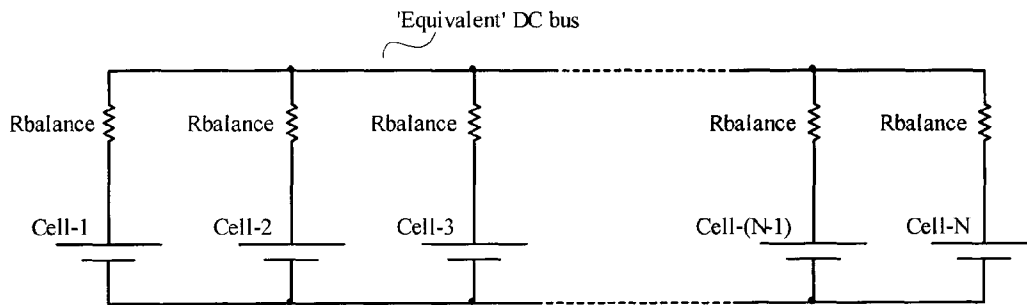 'Equivalent' DC bus
Rbalance Rbalance Rbalance Rbalance Rbalance
Cell-1 Cell-2 Cell-3 Cell-(N-1) Cell-N